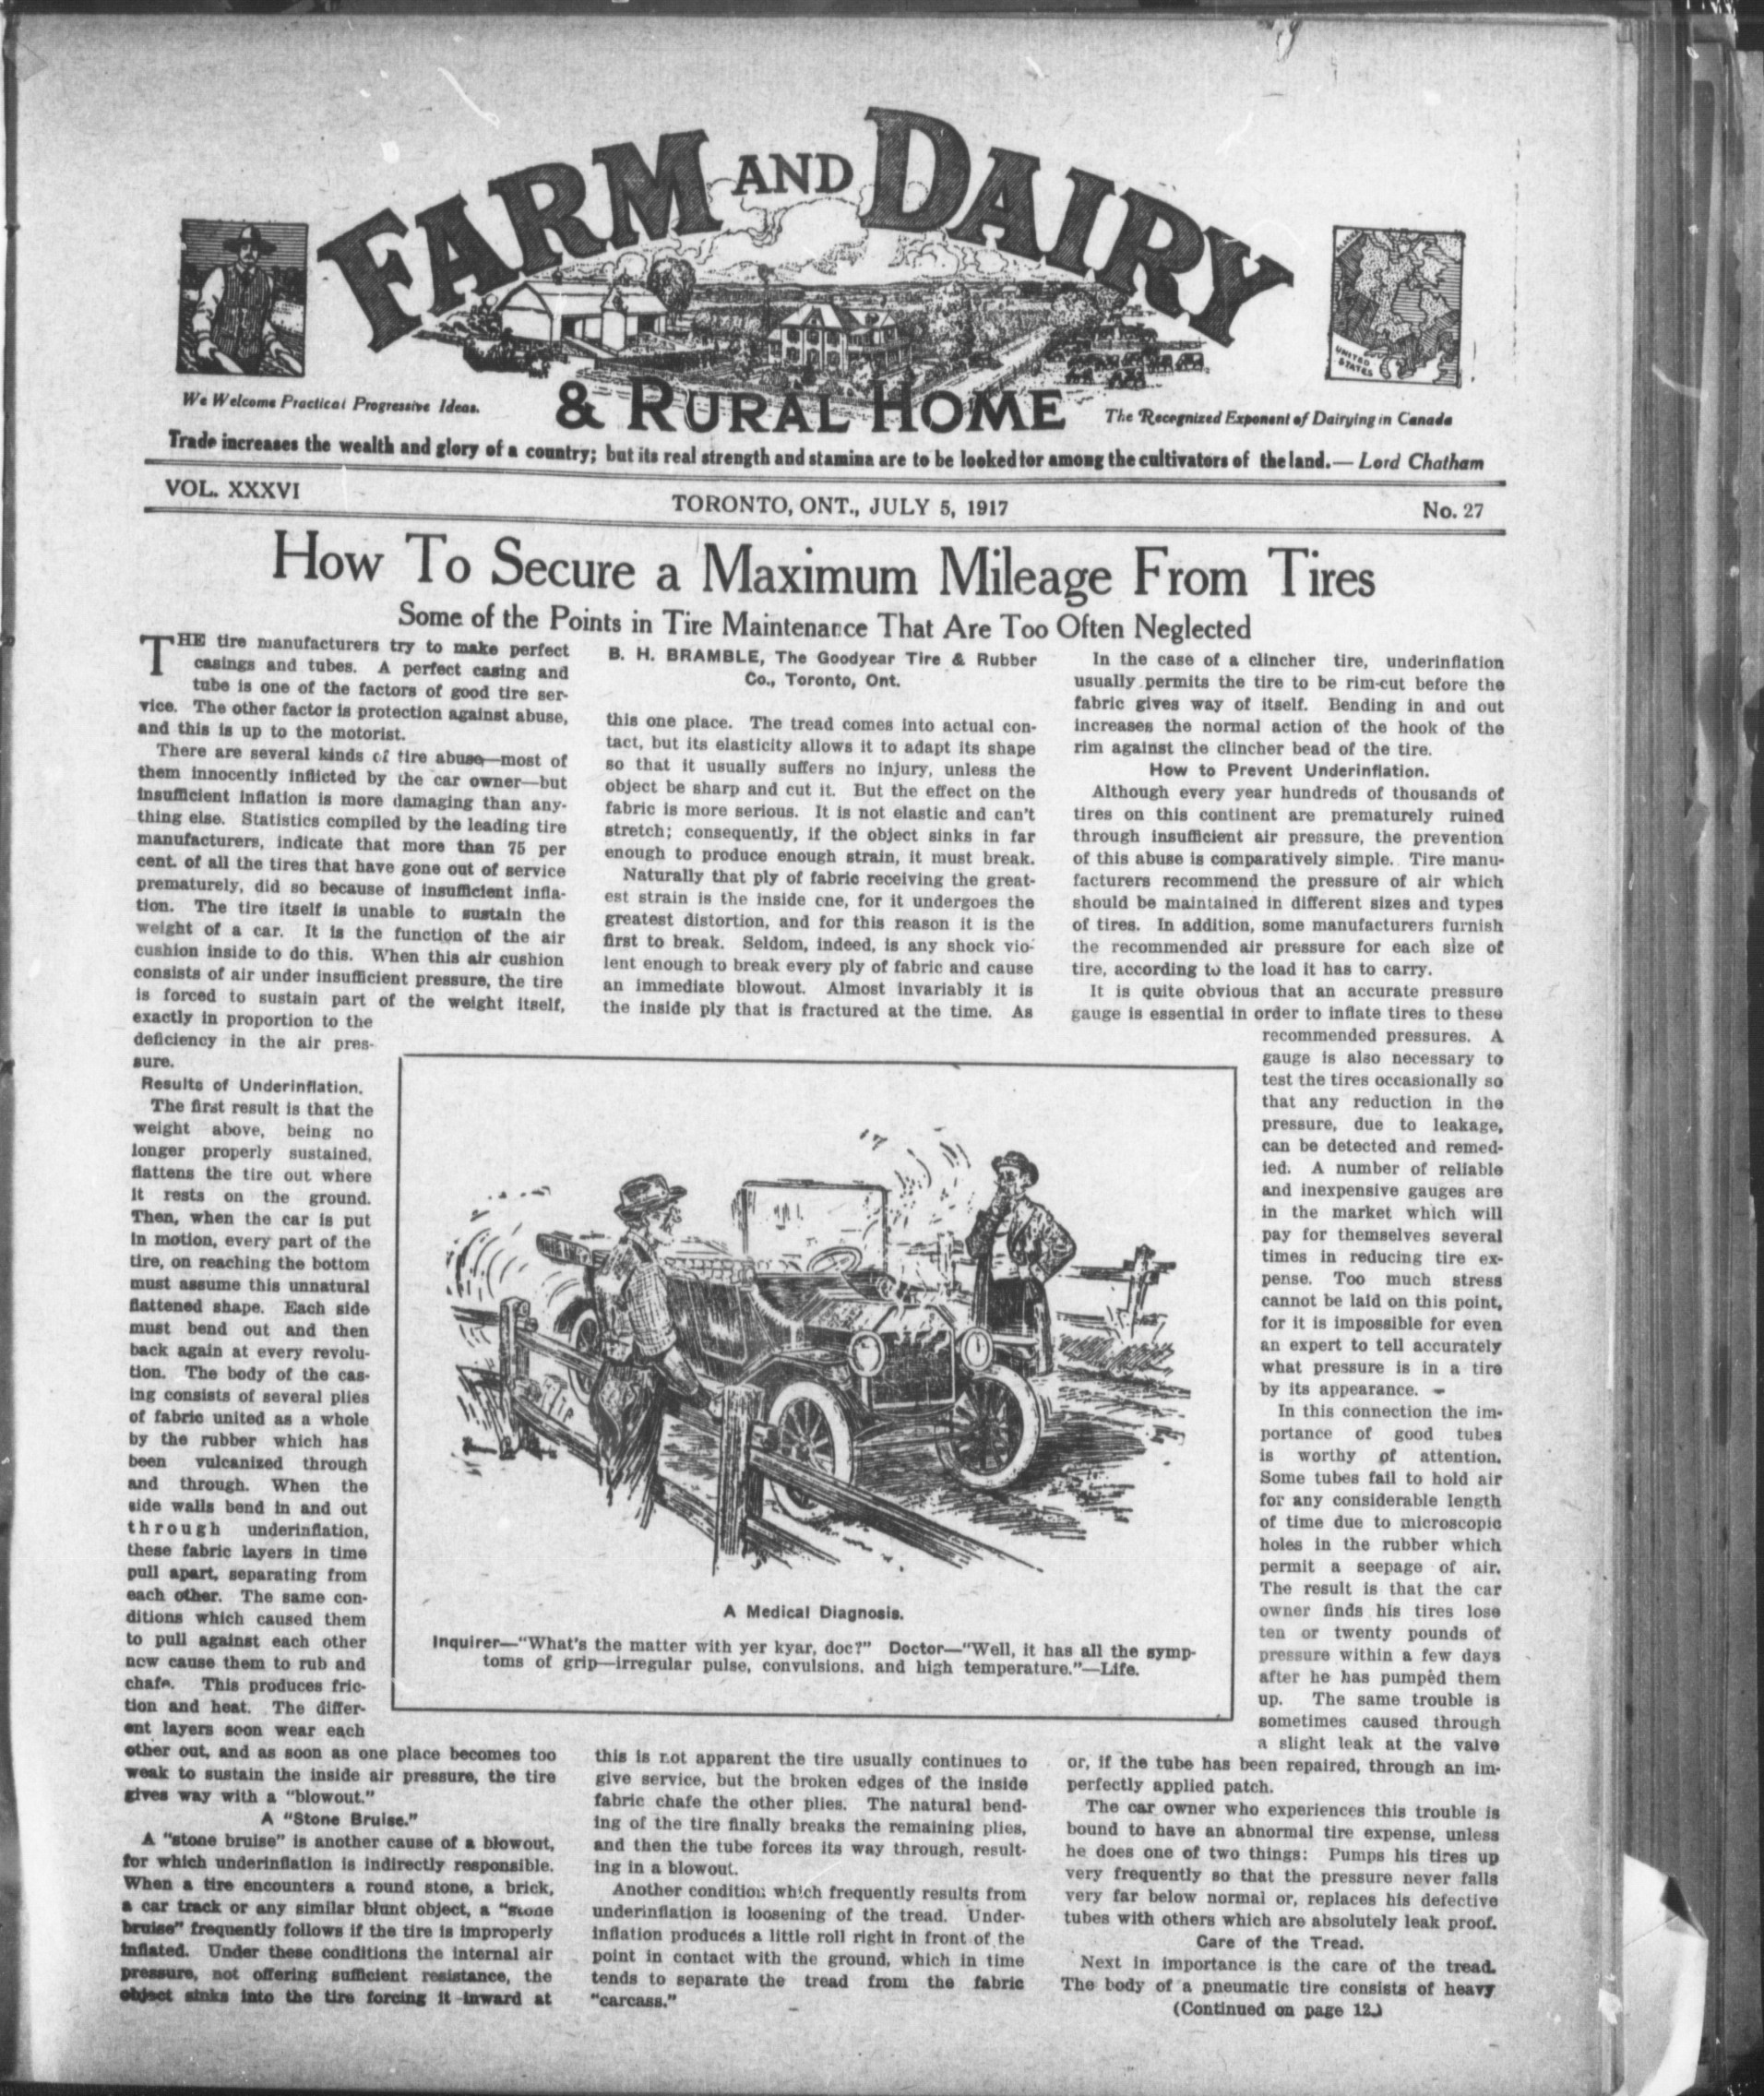 FARM AND DAIRY
& RURAL HOME
ALASKA
UNITED
STATES
We Welcome Practical Progressive Ideas.
The Recognized Exponent of Dairying in Canada
Trade increases the wealth and glory of a country; but its real strength and stamina are to be looked for among the cultivators of the land.— Lord Chatham
VOL. XXXVI
TORONTO, ONT., JULY 5, 1917
No. 27
How To Secure a Maximum Mileage From Tires
Some of the Points in Tire Maintenance That Are Too Often Neglected
B. H. BRAMBLE, The Goodyear Tire & Rubber
Co., Toronto, Ont.
THE tire manufacturers try to make perfect
casings and tubes. A perfect casing and
tube is one of the factors of good tire ser-
vice. The other factor is protection against abuse,
and this is up to the motorist.
There are several kinds of tire abuse—most of
them innocently inflicted by the car owner—but
insufficient inflation is more damaging than any-
thing else. Statistics compiled by the leading tire
manufacturers, indicate that more than 75 per
cent. of all the tires that have gone out of service
prematurely, did so because of insufficient infla-
tion. The tire itself is unable to sustain the
weight of a car. It is the function of the air
cushion inside to do this. When this air cushion
consists of air under insufficient pressure, the tire
is forced to sustain part of the weight itself,
exactly in proportion to the
deficiency in the air pres-
sure.
Results of Underinflation.
The first result is that the
weight above, being no
longer properly sustained,
flattens the tire out where
it rests on the ground.
Then, when the car is put
in motion, every part of the
tire, on reaching the bottom
must assume this unnatural
flattened shape. Each side
must bend out and then
back again at every revolu-
tion. The body of the cas-
ing consists of several plies
of fabric united as a whole
by the rubber which has
been vulcanized through
and through. When the
side walls bend in and out
through underinflation,
these fabric layers in time
pull apart, separating from
each other. The same con-
ditions which caused them
to pull against each other
now cause them to rub and
chafe. This produces fric-
tion and heat. The differ-
ent layers soon wear each
other out, and as soon as one place becomes too
weak to sustain the inside air pressure, the tire
gives way with a "blowout."
A "Stone Bruise."
A "stone bruise" is another cause of a blowout,
for which underinflation is indirectly responsible.
When a tire encounters a round stone, a brick,
a car track or any similar blunt object, a "stone
bruise" frequently follows if the tire is improperly
inflated. Under these conditions the internal air
pressure, not offering sufficient resistance, the
object sinks into the tire forcing it inward at
this one place. The tread comes into actual con-
tact, but its elasticity allows it to adapt its shape
so that it usually suffers no injury, unless the
object be sharp and cut it. But the effect on the
fabric is more serious. It is not elastic and can't
stretch; consequently, if the object sinks in far
enough to produce enough strain, it must break.
Naturally that ply of fabric receiving the great-
est strain is the inside one, for it undergoes the
greatest distortion, and for this reason it is the
first to break. Seldom, indeed, is any shock vio-
lent enough to break every ply of fabric and cause
an immediate blowout. Almost invariably it is
the inside ply that is fractured at the time. As
A Medical Diagnosis.
Inquirer—"What's the matter with yer kyar, doc?" Doctor—"Well, it has all the symp-
toms of grip—irregular pulse, convulsions, and high temperature."—Life.
this is not apparent the tire usually continues to
give service, but the broken edges of the inside
fabric chafe the other plies. The natural bend-
ing of the tire finally breaks the remaining plies,
and then the tube forces its way through, result-
ing in a blowout.
Another condition which frequently results from
underinflation is loosening of the tread. Under-
inflation produces a little roll right in front of the
point in contact with the ground, which in time
tends to separate the tread from the fabric
"carcass."
In the case of a clincher tire, underinflation
usually permits the tire to be rim-cut before the
fabric gives way of itself. Bending in and out
increases the normal action of the hook of the
rim against the clincher bead of the tire.
How to Prevent Underinflation.
Although every year hundreds of thousands of
tires on this continent are prematurely ruined
through insufficient air pressure, the prevention
of this abuse is comparatively simple. Tire manu-
facturers recommend the pressure of air which
should be maintained in different sizes and types
of tires. In addition, some manufacturers furnish
the recommended air pressure for each size of
tire, according to the load it has to carry.
It is quite obvious that an accurate pressure
gauge is essential in order to inflate tires to these
recommended pressures. A
gauge is also necessary to
test the tires occasionally so
that any reduction in the
pressure, due to leakage,
can be detected and remed-
ied. A number of reliable
and inexpensive gauges are
in the market which will
pay for themselves several
times in reducing tire ex-
pense. Too much stress
cannot be laid on this point,
for it is impossible for even
an expert to tell accurately
what pressure is in a tire
by its appearance.
In this connection the im-
portance of good tubes
is worthy of attention.
Some tubes fail to hold air
for any considerable length
of time due to microscopic
holes in the rubber which
permit a seepage of air.
The result is that the car
owner finds his tires lose
ten or twenty pounds of
pressure within a few days
after he has pumped them
up. The same trouble is
sometimes caused through
a slight leak at the valve
or, if the tube has been repaired, through an im-
perfectly applied patch.
The car owner who experiences this trouble is
bound to have an abnormal tire expense, unless
he does one of two things: Pumps his tires up
very frequently so that the pressure never falls
very far below normal or, replaces his defective
tubes with others which are absolutely leak proof.
Care of the Tread.
Next in importance is the care of the tread.
The body of a pneumatic tire consists of heavy
(Continued on page 12.)